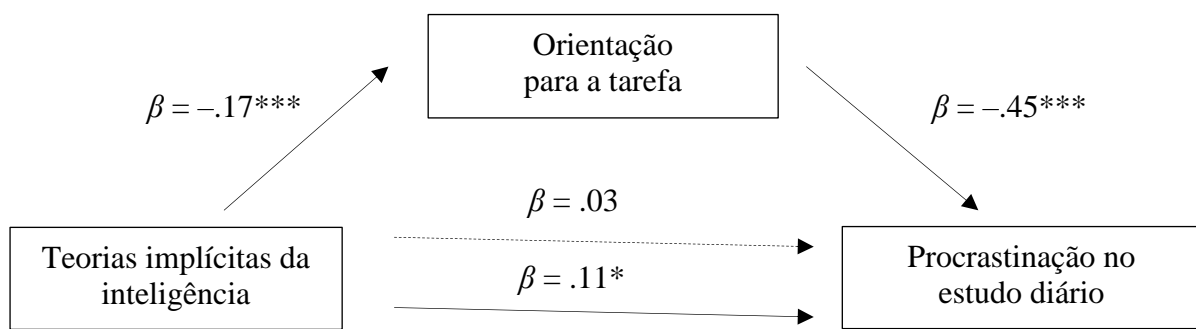 Orientação
para a tarefa
β = –.17***
β = –.45***
β = .03
Teorias implícitas da
inteligência
β = .11*
Procrastinação no
estudo diário